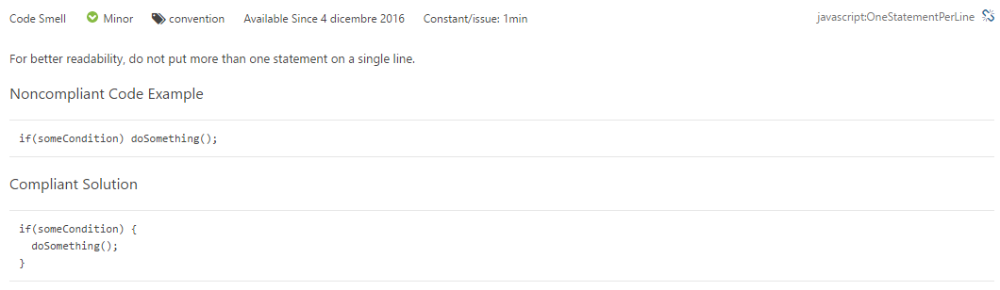 Code Smell Minor convention Available Since 4 dicembre 2016 Constant/issue: 1min javascript:OneStatementPerLine
For better readability, do not put more than one statement on a single line.
Noncompliant Code Example
if(someCondition) doSomething();
Compliant Solution
if(someCondition) {
  doSomething();
}